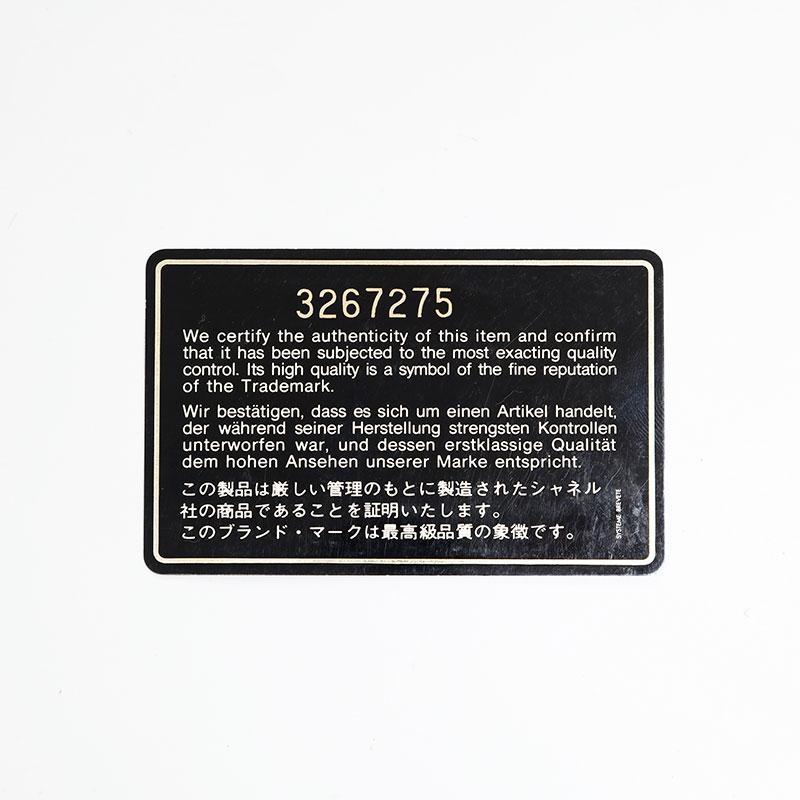 3267275
We certify the authenticity of this item and confirm
that it has been subjected to the most exacting quality
control. Its high quality is a symbol of the fine reputation
of the Trademark.
Wir bestätigen, dass es sich um einen Artikel handelt,
der während seiner Herstellung strengsten Kontrollen
unterworfen war, und dessen erstklassige Qualität
dem hohen Ansehen unserer Marke entspricht.
この製品は厳しい管理のもとに製造されたシャネル
社の商品であることを証明いたします。
このブランド・マークは最高級品質の象徴です。
SYSTEME BREVETE